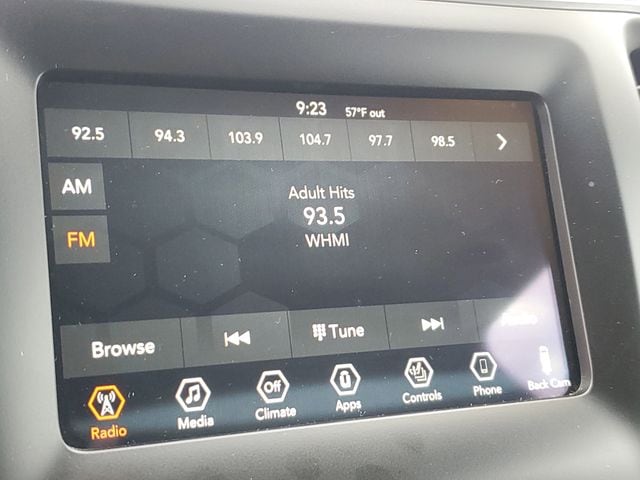 9:23 57°F out
92.5 94.3 103.9 104.7 97.7 98.5
AM
Adult Hits
93.5
FM
WHMI
Browse Tune
Radio Media Climate Off Apps Controls Phone Back Cam